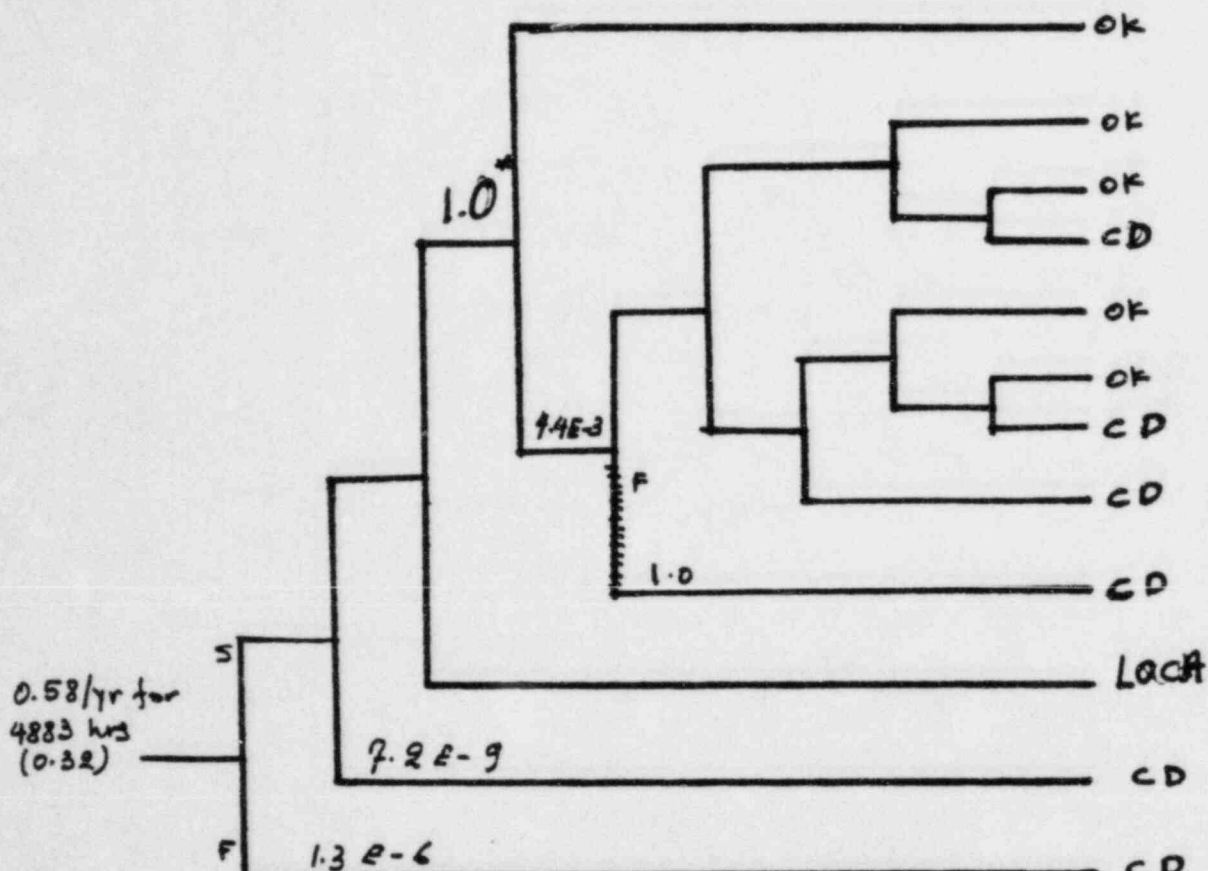 OK
OK
1.0*
OK
CD
OK
OK
4.4E-3
CD
F
CD
1.0
CD
S
LOCA
0.58/yr for
4883 hrs
(0.32)
7.2 E-9
CD
F
1.3 e-6
CD